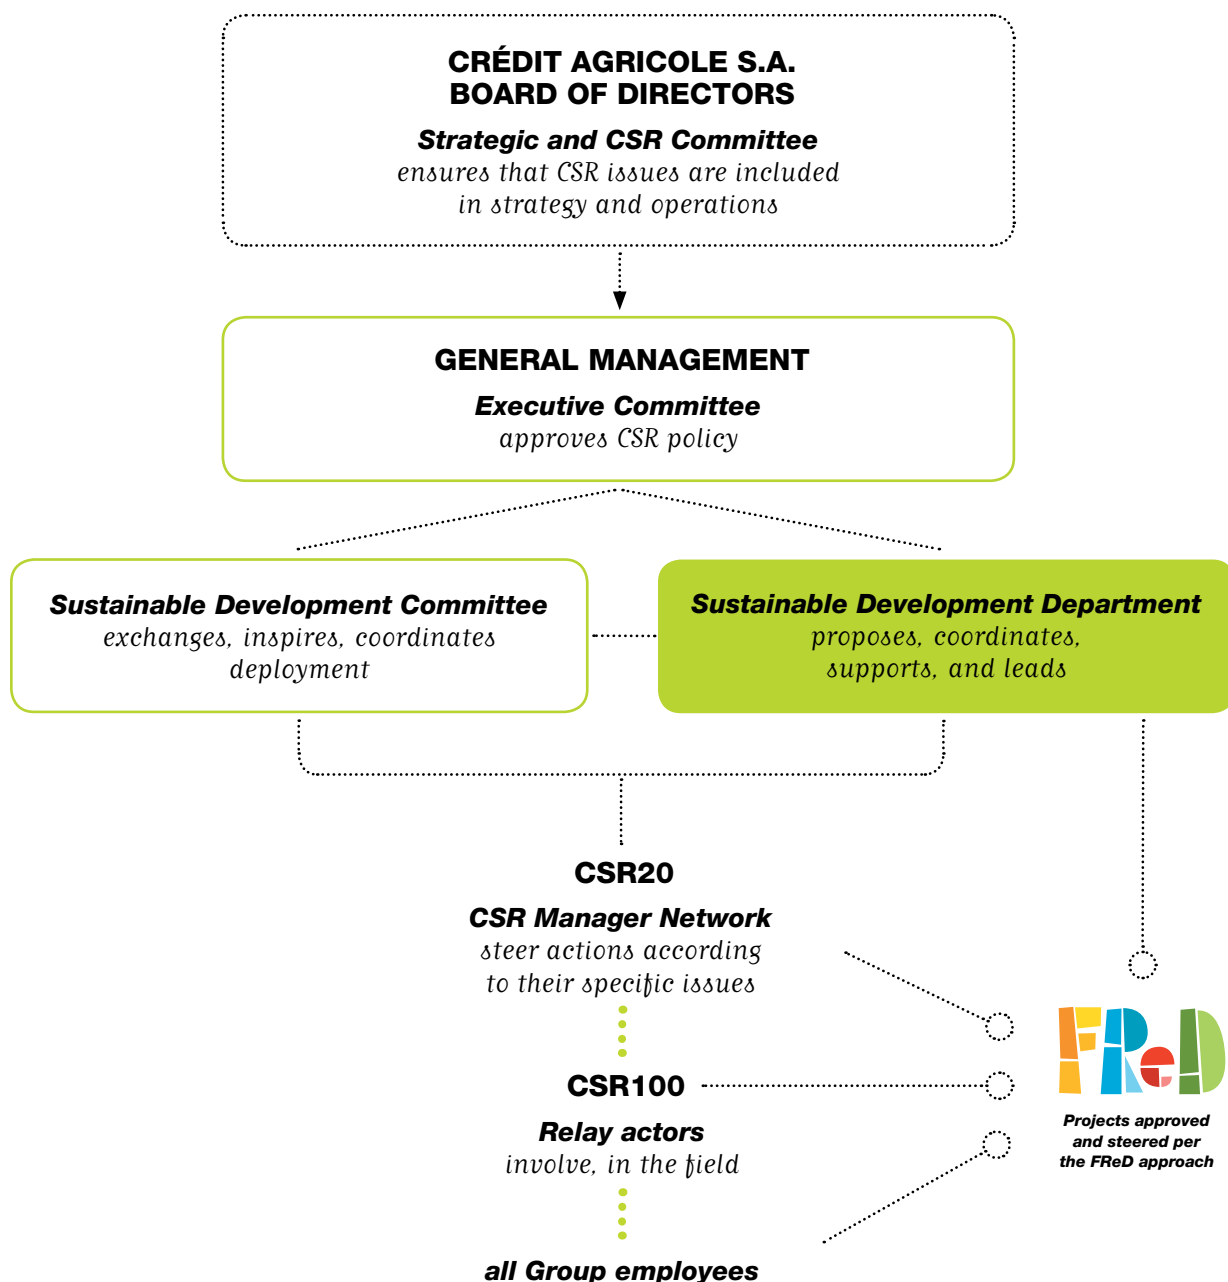 CRÉDIT AGRICOLE S.A.
BOARD OF DIRECTORS
Strategic and CSR Committee
ensures that CSR issues are included
in strategy and operations
GENERAL MANAGEMENT
Executive Committee
approves CSR policy
Sustainable Development Committee
exchanges, inspires, coordinates
deployment
Sustainable Development Department
proposes, coordinates,
supports, and leads
CSR20
CSR Manager Network
steer actions according
to their specific issues
CSR100
Relay actors
involve, in the field
all Group employees
FReD
Projects approved
and steered per
the FReD approach